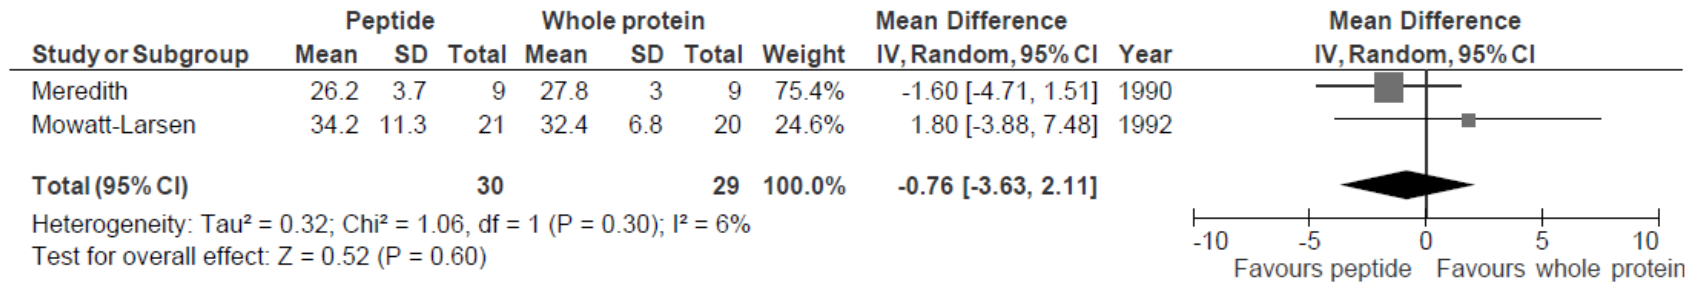 Peptide Whole protein Mean Difference Mean Difference
Study or Subgroup Mean SD Total Mean SD Total Weight IV, Random, 95% CI Year IV, Random, 95% CI
Meredith 26.2 3.7 9 27.8 3 9 75.4% -1.60 [-4.71, 1.51] 1990
Mowatt-Larsen 34.2 11.3 21 32.4 6.8 20 24.6% 1.80 [-3.88, 7.48] 1992
Total (95% CI) 30 29 100.0% -0.76 [-3.63, 2.11]
Heterogeneity: Tau² = 0.32; Chi² = 1.06, df = 1 (P = 0.30); I² = 6%
Test for overall effect: Z = 0.52 (P = 0.60)
-10 -5 0 5 10
Favours peptide Favours whole protein